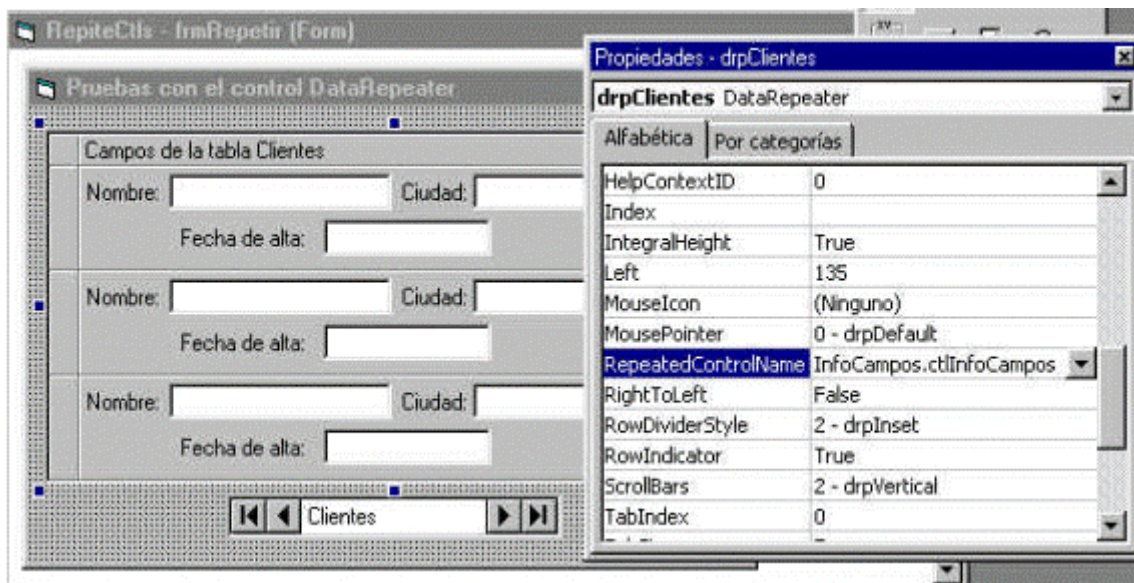 RepiteCtls - frmRepetir (Form)
Pruebas con el control DataRepeater
Campos de la tabla Clientes
Nombre: Ciudad:
Fecha de alta:
Nombre: Ciudad:
Fecha de alta:
Nombre: Ciudad:
Fecha de alta:
Clientes
Propiedades - drpClientes
drpClientes DataRepeater
Alfabética Por categorías
HelpContextID 0
Index
IntegralHeight True
Left 135
MouseIcon (Ninguno)
MousePointer 0 - drpDefault
RepeatedControlName InfoCampos.ctlInfoCampos
RightToLeft False
RowDividerStyle 2 - drpInset
RowIndicator True
ScrollBars 2 - drpVertical
TabIndex 0